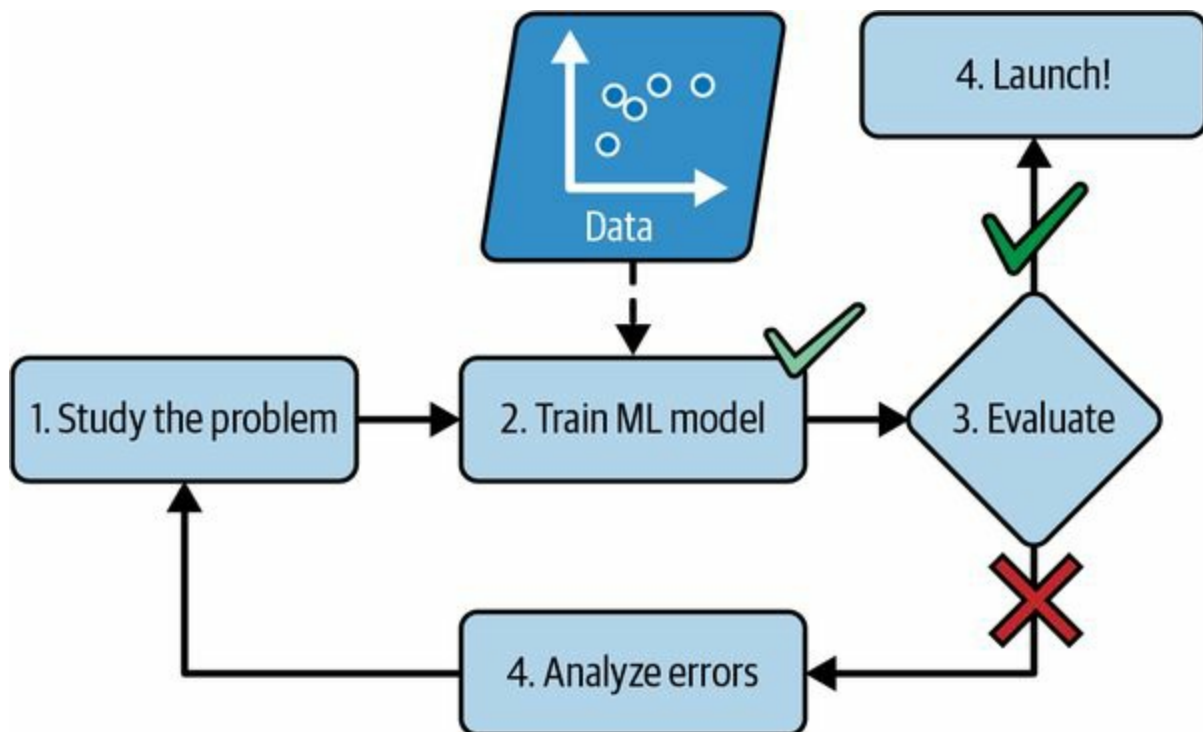 Data
4. Launch!
1. Study the problem
2. Train ML model
3. Evaluate
4. Analyze errors